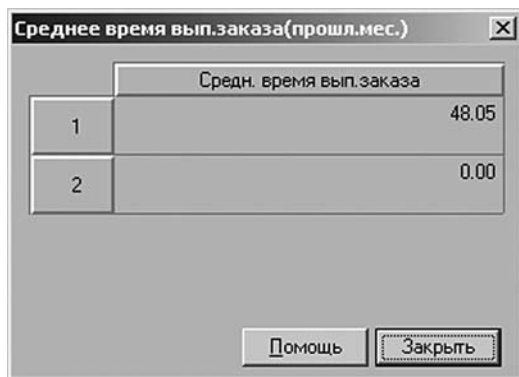 Среднее время вып.заказа(прошл.мес.)
Средн. время вып.заказа
1 48.05
2 0.00
Помощь Закрыть